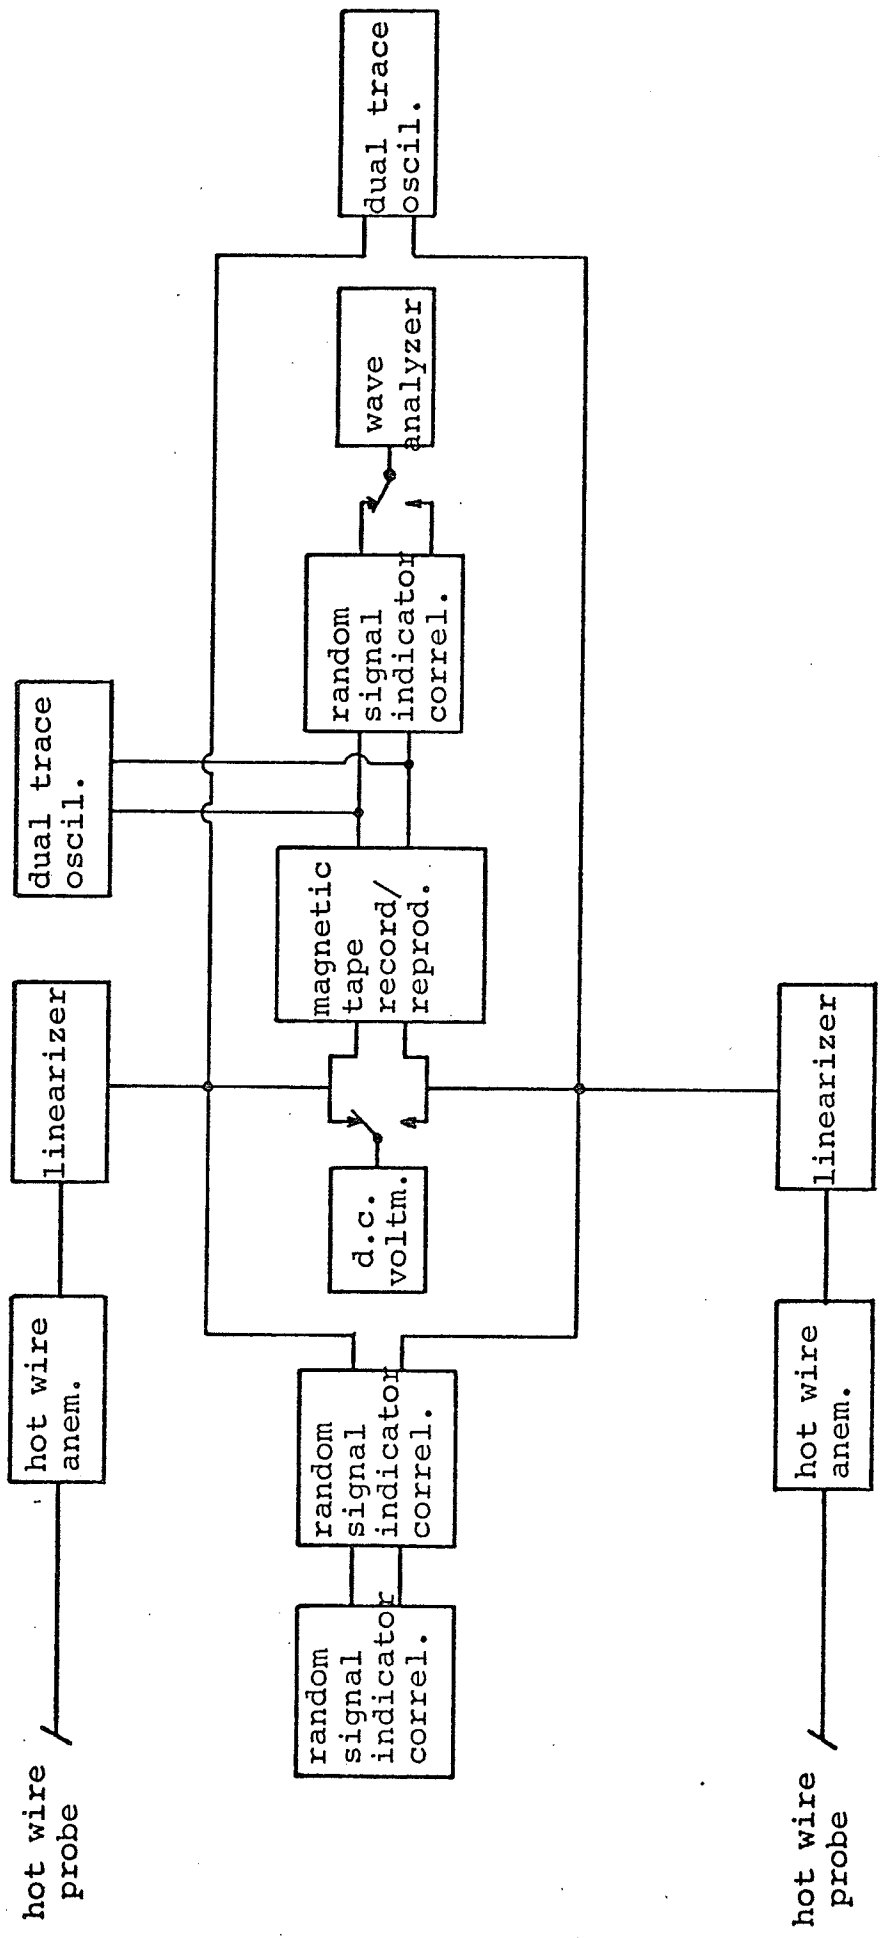 hot wire
probe
hot wire
anem.
linearizer
dual trace
oscil.
random
signal
indicator
correl.
random
signal
indicator
correl.
d.c.
voltm.
magnetic
tape
record/
reprod.
random
signal
indicator
correl.
wave
analyzer
dual trace
oscil.
hot wire
probe
hot wire
anem.
linearizer